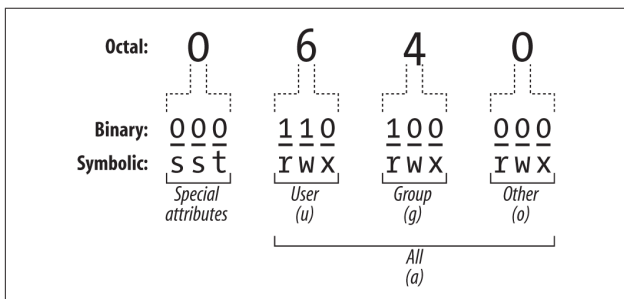 Octal: 0 6 4 0
Binary: 000 110 100 000
Symbolic: sst rwx rwx rwx
Special attributes User (u) Group (g) Other (o)
All
(a)